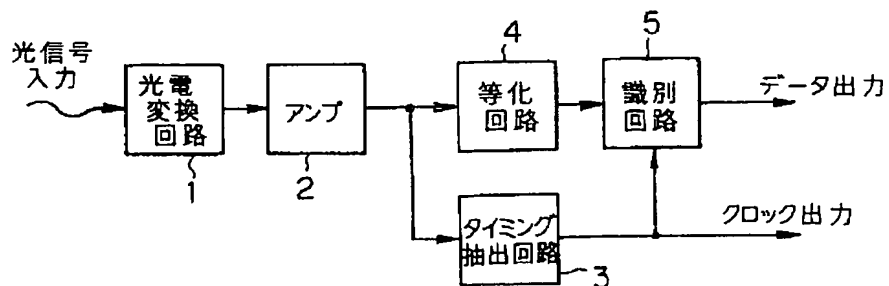 光信号
入力
光電
変換
回路
1
アンプ
2
4
等化
回路
5
識別
回路
データ出力
タイミング
抽出回路
3
クロック出力